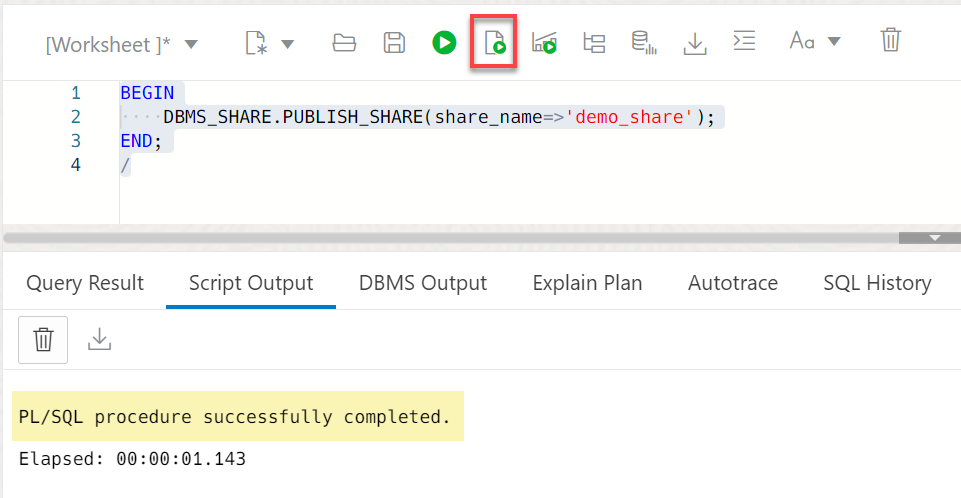 [Worksheet ]*
Aa
1 BEGIN
2 ····DBMS_SHARE.PUBLISH_SHARE(share_name=>'demo_share');
3 END;
4 /
Query Result Script Output DBMS Output Explain Plan Autotrace SQL History
PL/SQL procedure successfully completed.
Elapsed: 00:00:01.143